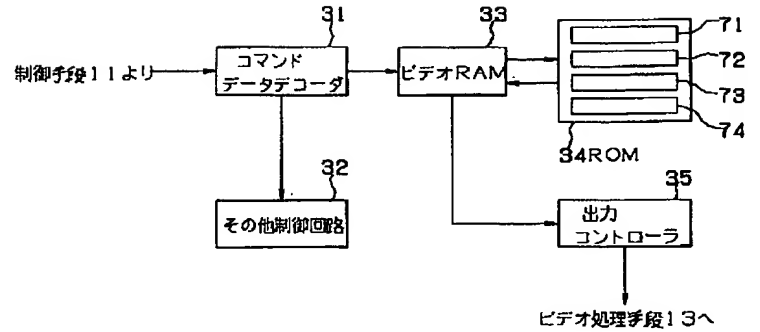 31
コマンド
データデコーダ
制御手段11より
33
ビデオRAM
71
72
73
74
34ROM
32
その他制御回路
35
出力
コントローラ
ビデオ処理手段13へ